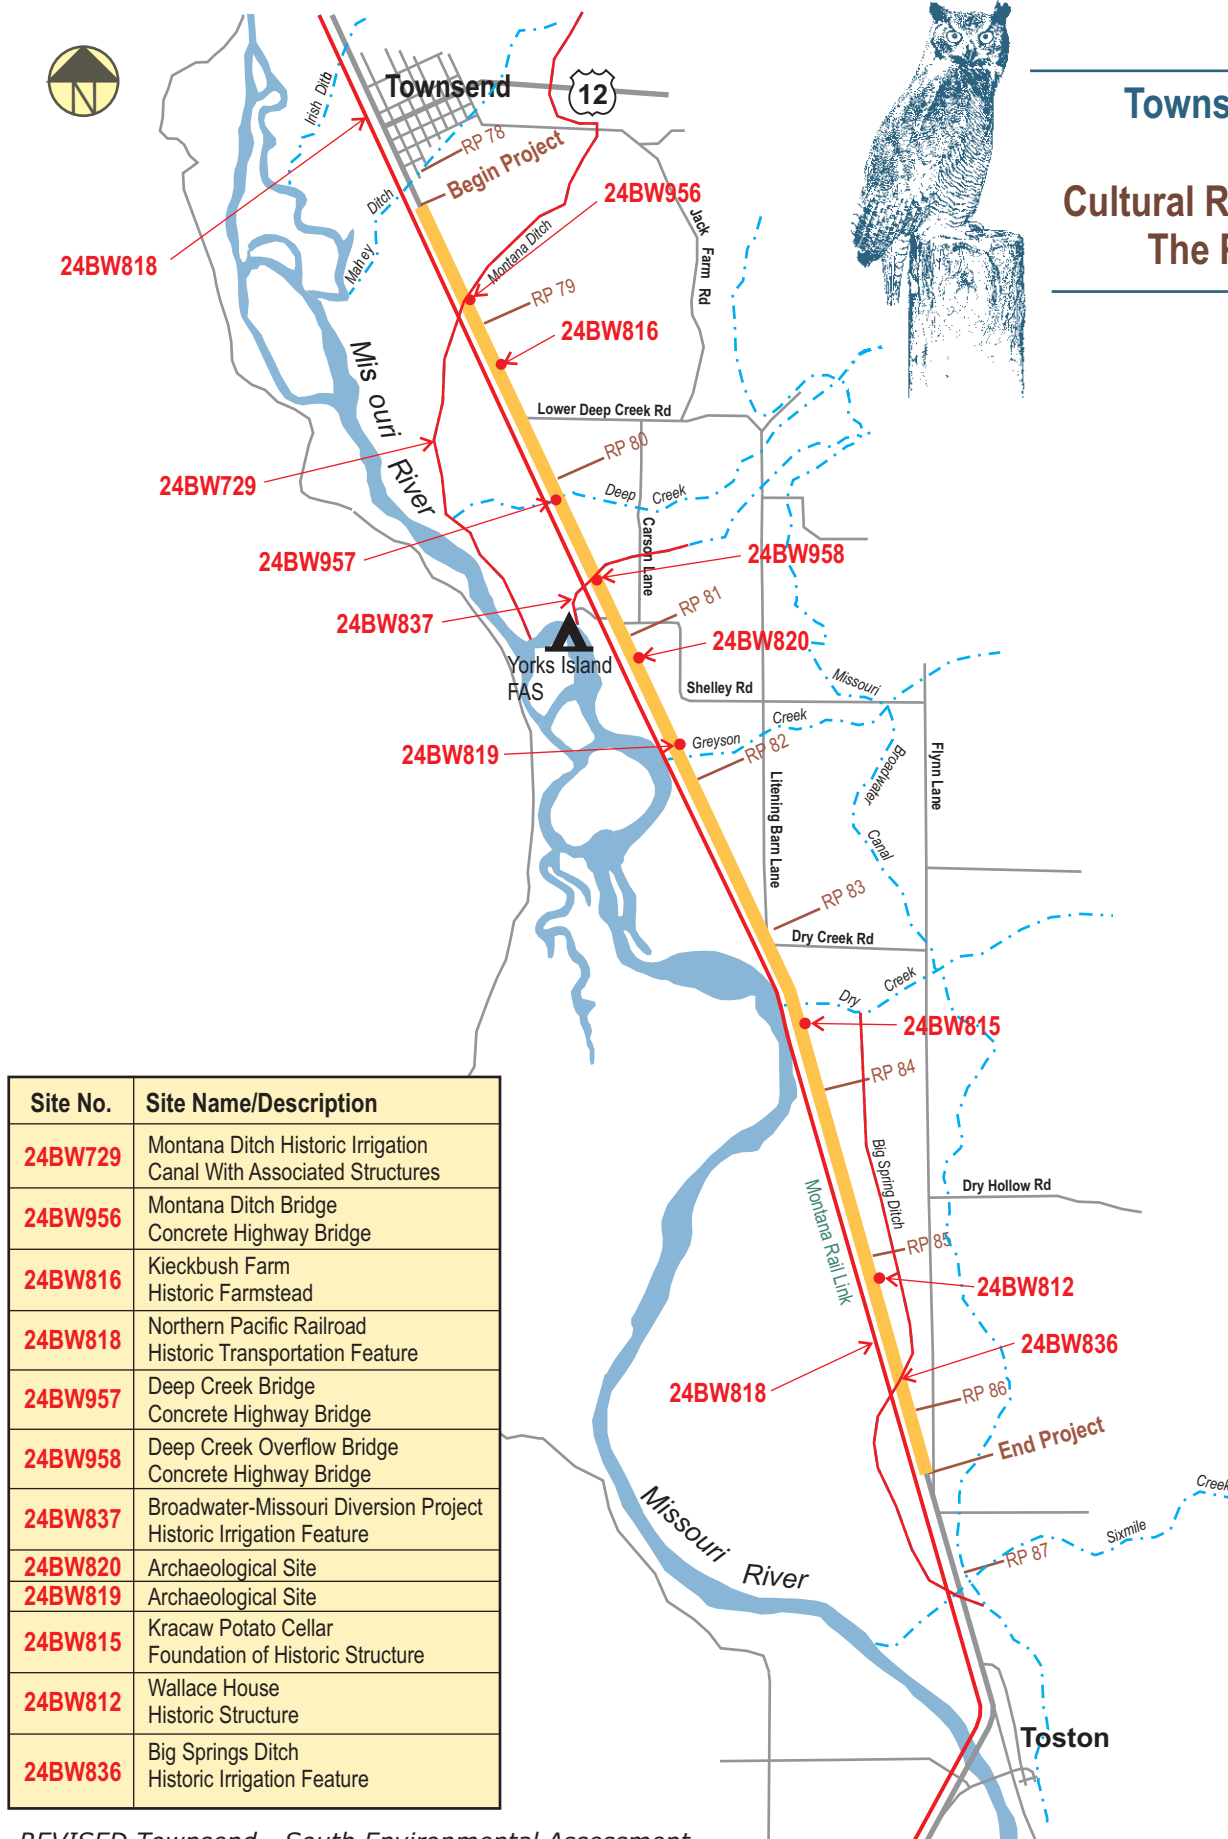 N
Townsend
12
Irish Ditb
RP 78
Begin Project
Mahey Ditch
24BW818
24BW956
Montana Ditch
Jack Farm Rd
RP 79
24BW816
Mis ouri River
Lower Deep Creek Rd
RP 80
24BW729
Deep Creek
24BW957
Carson Lane
24BW958
24BW837
RP 81
24BW820
Yorks Island
FAS
Shelley Rd
Missouri
Broadwater
Canal
Greyson Creek
24BW819
RP 82
Litening Barn Lane
Flynn Lane
RP 83
Dry Creek Rd
Dry Creek
24BW815
RP 84
Big Spring Ditch
Dry Hollow Rd
Montana Rail Link
RP 85
24BW812
24BW836
24BW818
RP 86
End Project
Creek
Sixmile
RP 87
Missouri River
Toston
Towns
Cultural R
The
Site No. Site Name/Description
24BW729 Montana Ditch Historic Irrigation
Canal With Associated Structures
24BW956 Montana Ditch Bridge
Concrete Highway Bridge
24BW816 Kieckbush Farm
Historic Farmstead
24BW818 Northern Pacific Railroad
Historic Transportation Feature
24BW957 Deep Creek Bridge
Concrete Highway Bridge
24BW958 Deep Creek Overflow Bridge
Concrete Highway Bridge
24BW837 Broadwater-Missouri Diversion Project
Historic Irrigation Feature
24BW820 Archaeological Site
24BW819 Archaeological Site
24BW815 Kracaw Potato Cellar
Foundation of Historic Structure
24BW812 Wallace House
Historic Structure
24BW836 Big Springs Ditch
Historic Irrigation Feature
REVISED Townsend - South Environmental Assessment